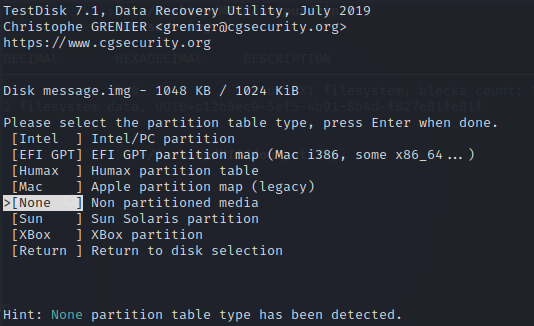 TestDisk 7.1, Data Recovery Utility, July 2019
Christophe GRENIER <grenier@cgsecurity.org>
https://www.cgsecurity.org
DECIMAL HEXADECIMAL DESCRIPTION
Disk message.img - 1048 KB / 1024 KiB
Please select the partition table type, press Enter when done.
[Intel ] Intel/PC partition
[EFI GPT] EFI GPT partition map (Mac i386, some x86_64...)
[Humax ] Humax partition table
[Mac ] Apple partition map (legacy)
>[None ] Non partitioned media
[Sun ] Sun Solaris partition
[XBox ] XBox partition
[Return ] Return to disk selection
Hint: None partition table type has been detected.